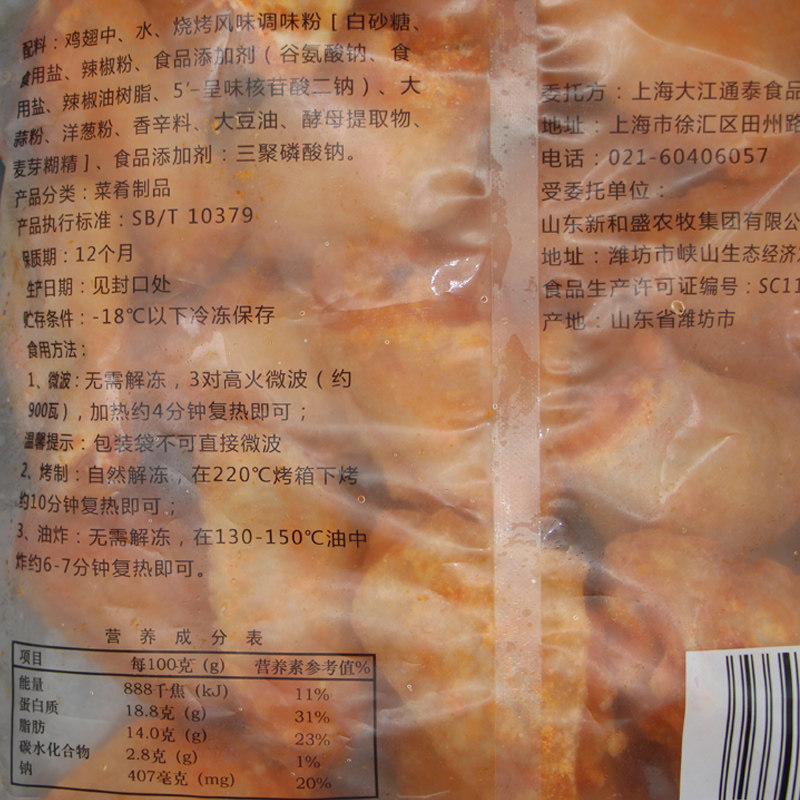 配料：鸡翅中、水、烧烤风味调味粉[白砂糖、
食用盐、辣椒粉、食品添加剂（谷氨酸钠、食
用盐、辣椒油树脂、5′-呈味核苷酸二钠）、大
蒜粉、洋葱粉、香辛料、大豆油、酵母提取物、
麦芽糊精]、食品添加剂：三聚磷酸钠。
产品分类：菜肴制品
产品执行标准：SB/T 10379
保质期：12个月
生产日期：见封口处
贮存条件：-18℃以下冷冻保存
食用方法：
1、微波：无需解冻，3对高火微波（约
900瓦），加热约4分钟复热即可；
温馨提示：包装袋不可直接微波
2、烤制：自然解冻，在220℃烤箱下烤
约10分钟复热即可；
3、油炸：无需解冻，在130-150℃油中
炸约6-7分钟复热即可。
委托方：上海大江通泰食品
地址：上海市徐汇区田州路
电话：021-60406057
受委托单位：
山东新和盛农牧集团有限公
地址：潍坊市峡山生态经济
食品生产许可证编号：SC11
产地：山东省潍坊市
营养成分表
项目 每100克（g） 营养素参考值%
能量 888千焦（kJ） 11%
蛋白质 18.8克（g） 31%
脂肪 14.0克（g） 23%
碳水化合物 2.8克（g） 1%
钠 407毫克（mg） 20%